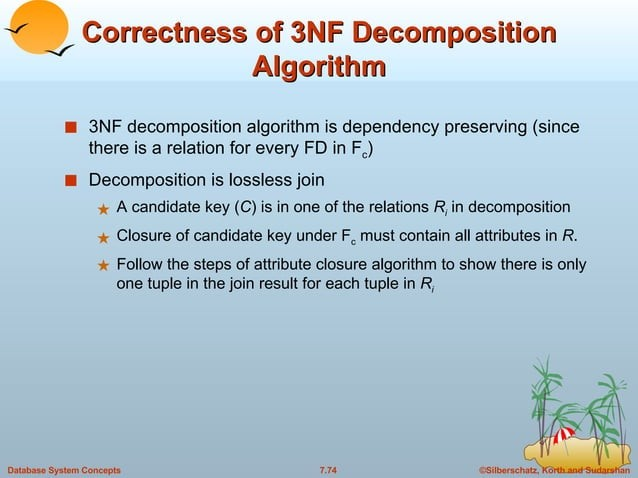 Correctness of 3NF Decomposition
Algorithm
3NF decomposition algorithm is dependency preserving (since
there is a relation for every FD in Fc)
Decomposition is lossless join
A candidate key (C) is in one of the relations Ri in decomposition
Closure of candidate key under Fc must contain all attributes in R.
Follow the steps of attribute closure algorithm to show there is only
one tuple in the join result for each tuple in Ri
Database System Concepts
7.74
©Silberschatz, Korth and Sudarshan